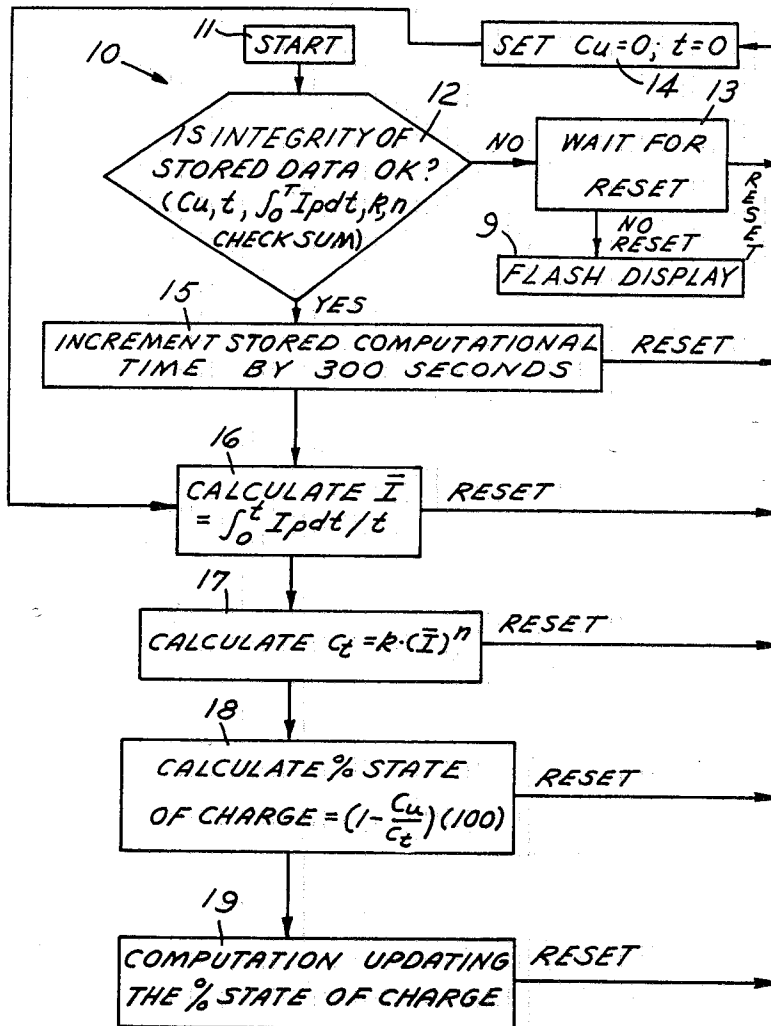 11
START
SET Cu=0; t=0
14
10
12
IS INTEGRITY OF
STORED DATA OK?
(Cu, t, ∫₀ᵀ Ipdt, k, n
CHECKSUM)
NO
13
WAIT FOR
RESET
RESET
NO
RESET
9
FLASH DISPLAY
YES
15
INCREMENT STORED COMPUTATIONAL
TIME BY 300 SECONDS
RESET
16
CALCULATE Ī
= ∫₀ᵗ Ipdt/t
RESET
17
CALCULATE Ct = k·(Ī)ⁿ
RESET
18
CALCULATE % STATE
OF CHARGE = (1-Cu/Ct)(100)
RESET
19
COMPUTATION UPDATING
THE % STATE OF CHARGE
RESET